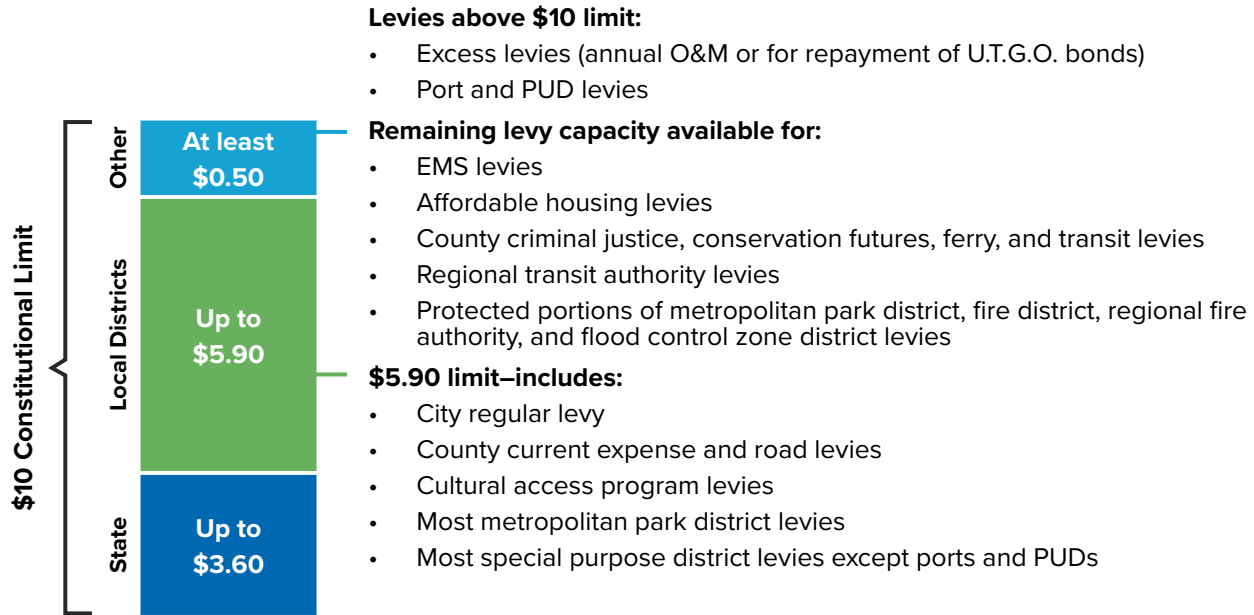 Levies above $10 limit:
• Excess levies (annual O&M or for repayment of U.T.G.O. bonds)
• Port and PUD levies
$10 Constitutional Limit
Other
At least
$0.50
Remaining levy capacity available for:
• EMS levies
• Affordable housing levies
• County criminal justice, conservation futures, ferry, and transit levies
• Regional transit authority levies
• Protected portions of metropolitan park district, fire district, regional fire
authority, and flood control zone district levies
Local Districts
Up to
$5.90
$5.90 limit–includes:
• City regular levy
• County current expense and road levies
• Cultural access program levies
• Most metropolitan park district levies
• Most special purpose district levies except ports and PUDs
State
Up to
$3.60